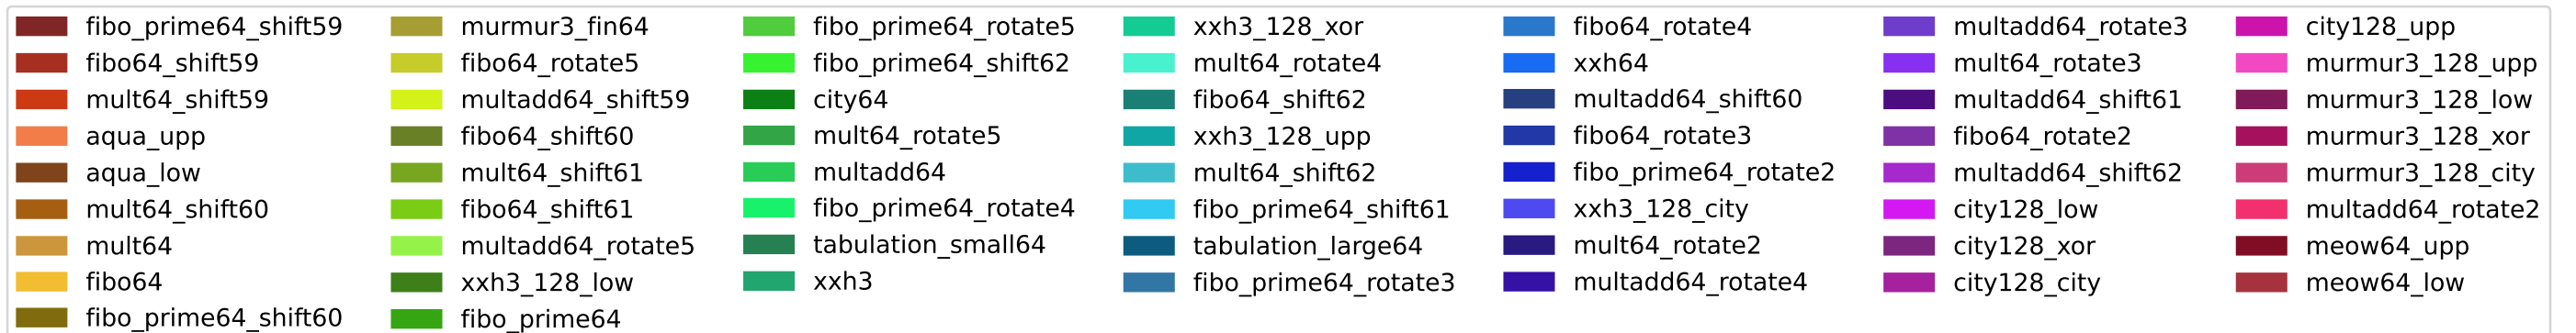 fibo_prime64_shift59
fibo64_shift59
mult64_shift59
aqua_upp
aqua_low
mult64_shift60
mult64
fibo64
fibo_prime64_shift60
murmur3_fin64
fibo64_rotate5
multadd64_shift59
fibo64_shift60
mult64_shift61
fibo64_shift61
multadd64_rotate5
xxh3_128_low
fibo_prime64
fibo_prime64_rotate5
fibo_prime64_shift62
city64
mult64_rotate5
multadd64
fibo_prime64_rotate4
tabulation_small64
xxh3
xxh3_128_xor
mult64_rotate4
fibo64_shift62
xxh3_128_upp
mult64_shift62
fibo_prime64_shift61
tabulation_large64
fibo_prime64_rotate3
fibo64_rotate4
xxh64
multadd64_shift60
fibo64_rotate3
fibo_prime64_rotate2
xxh3_128_city
mult64_rotate2
multadd64_rotate4
multadd64_rotate3
mult64_rotate3
multadd64_shift61
fibo64_rotate2
multadd64_shift62
city128_low
city128_xor
city128_city
city128_upp
murmur3_128_upp
murmur3_128_low
murmur3_128_xor
murmur3_128_city
multadd64_rotate2
meow64_upp
meow64_low